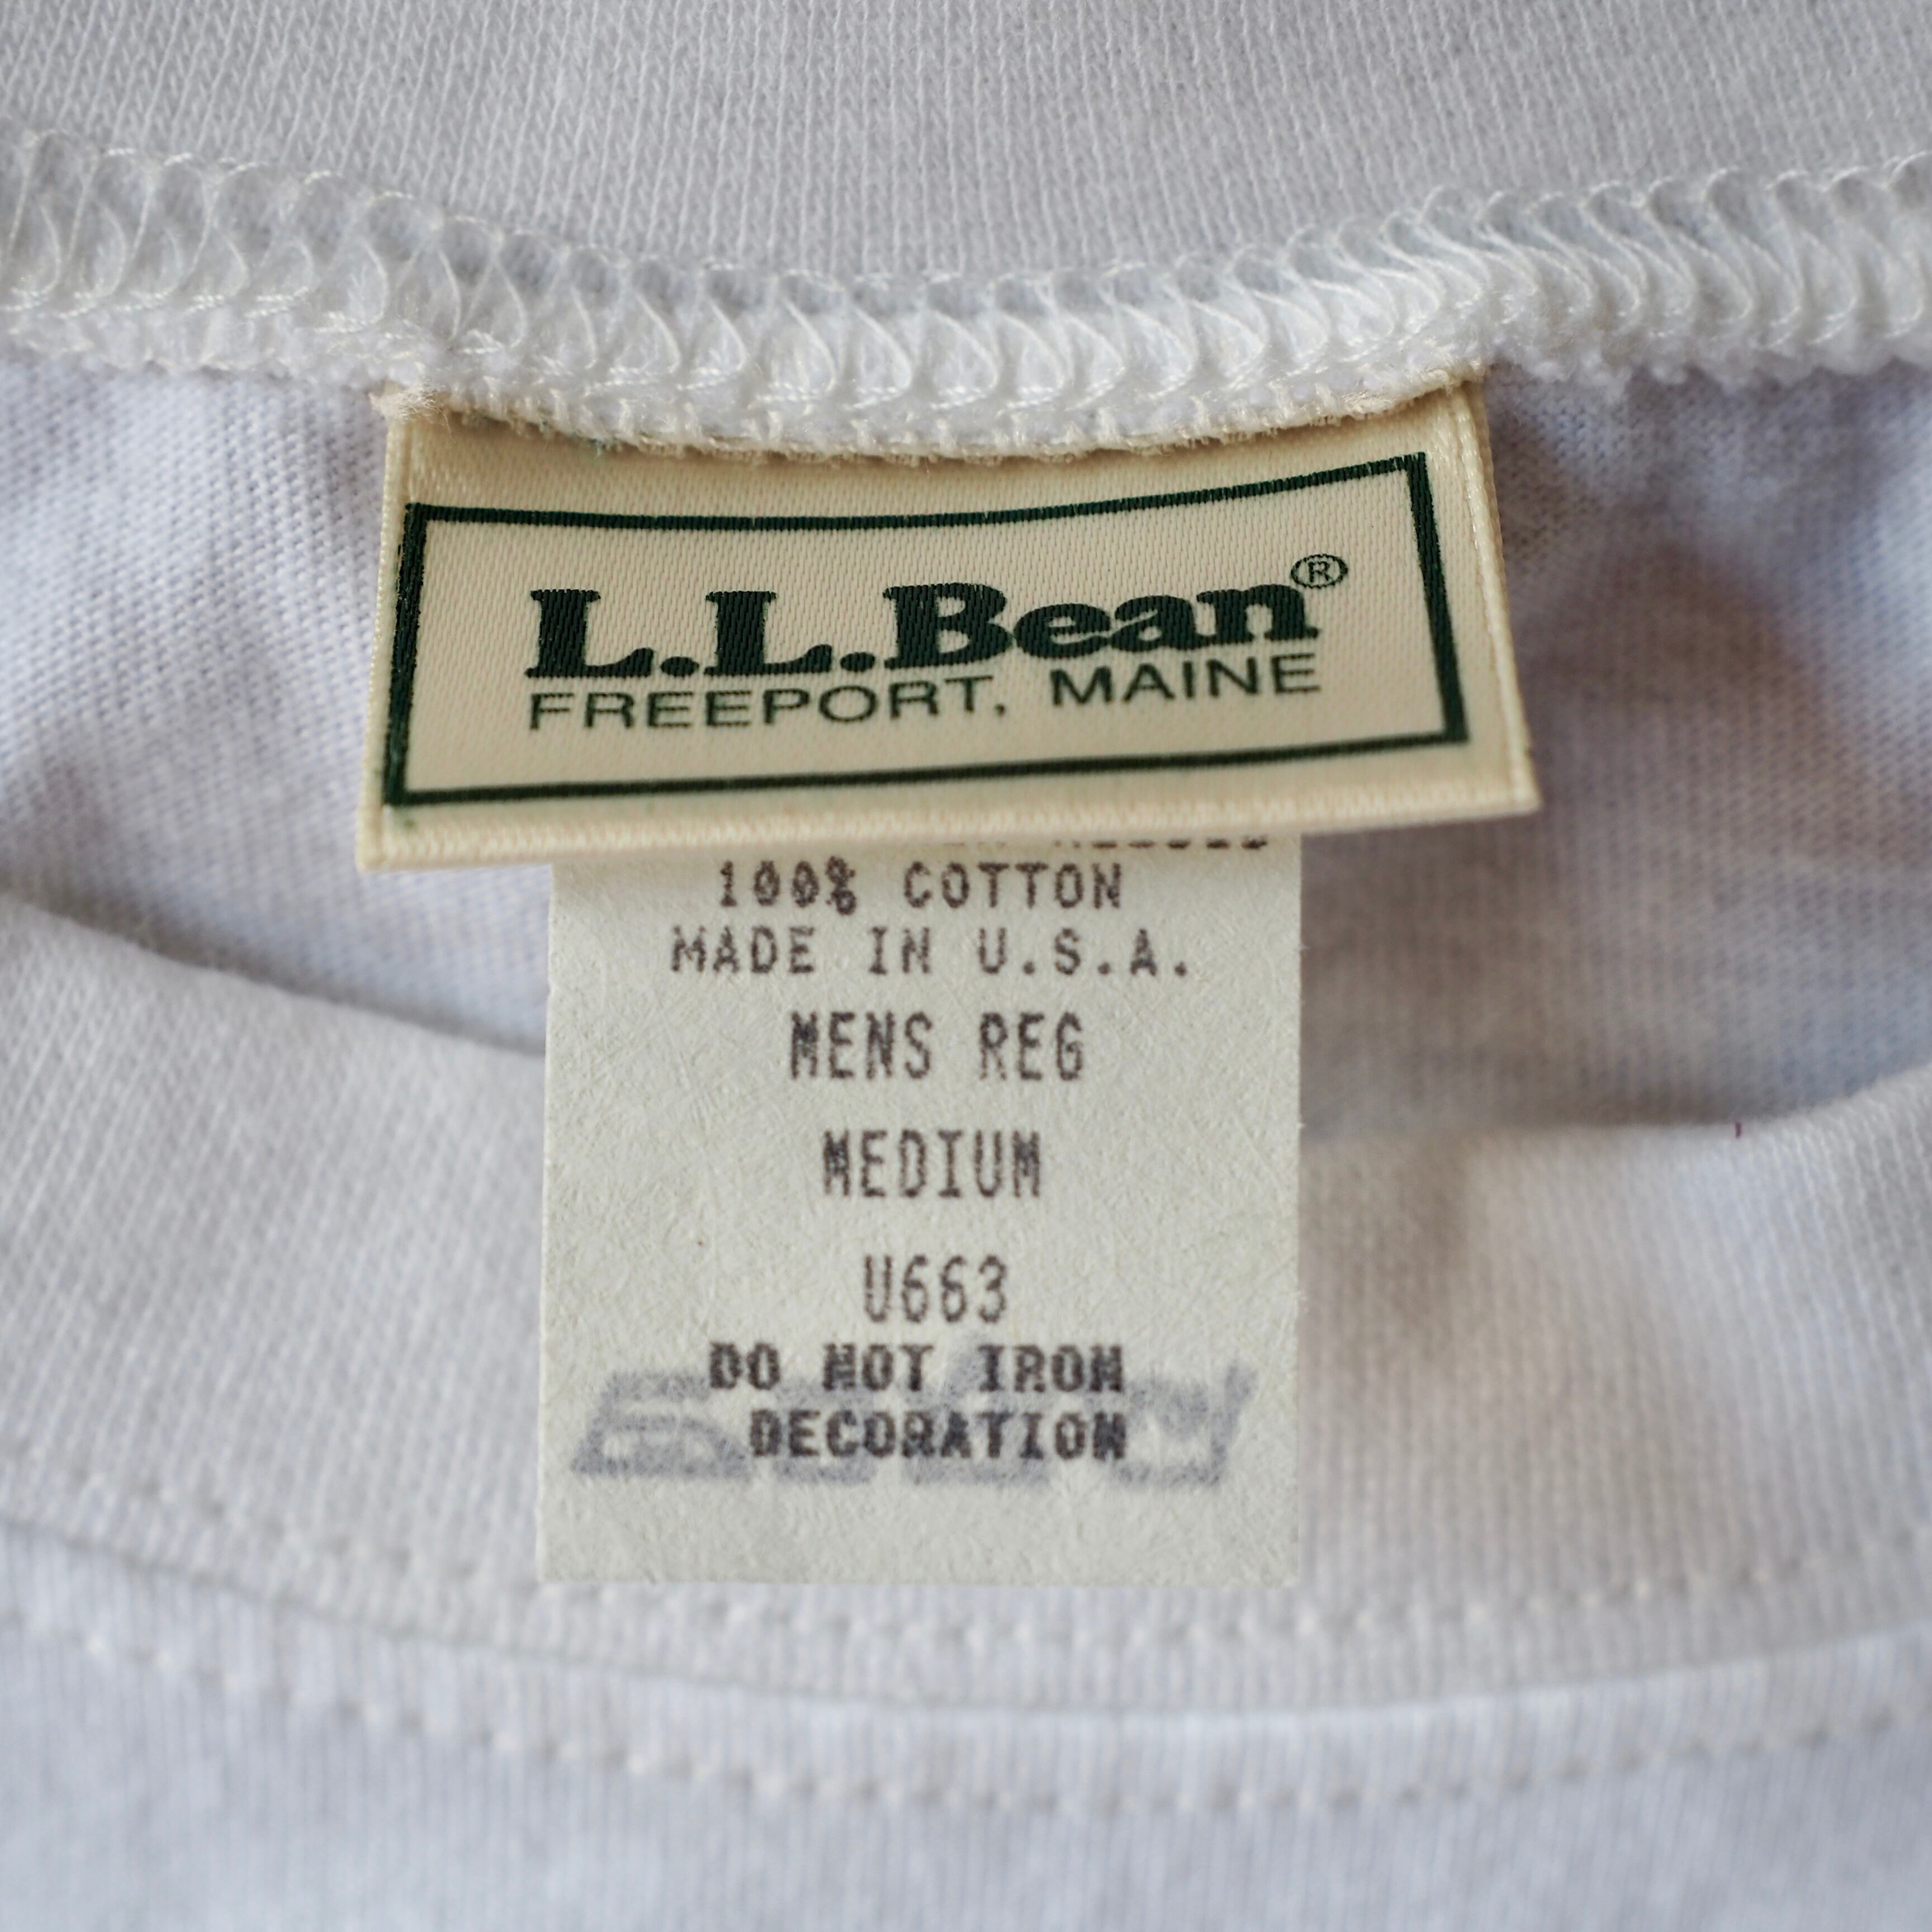 L.L.Bean®
FREEPORT, MAINE
100% COTTON
MADE IN U.S.A.
MENS REG
MEDIUM
U663
DO NOT IRON
DECORATION